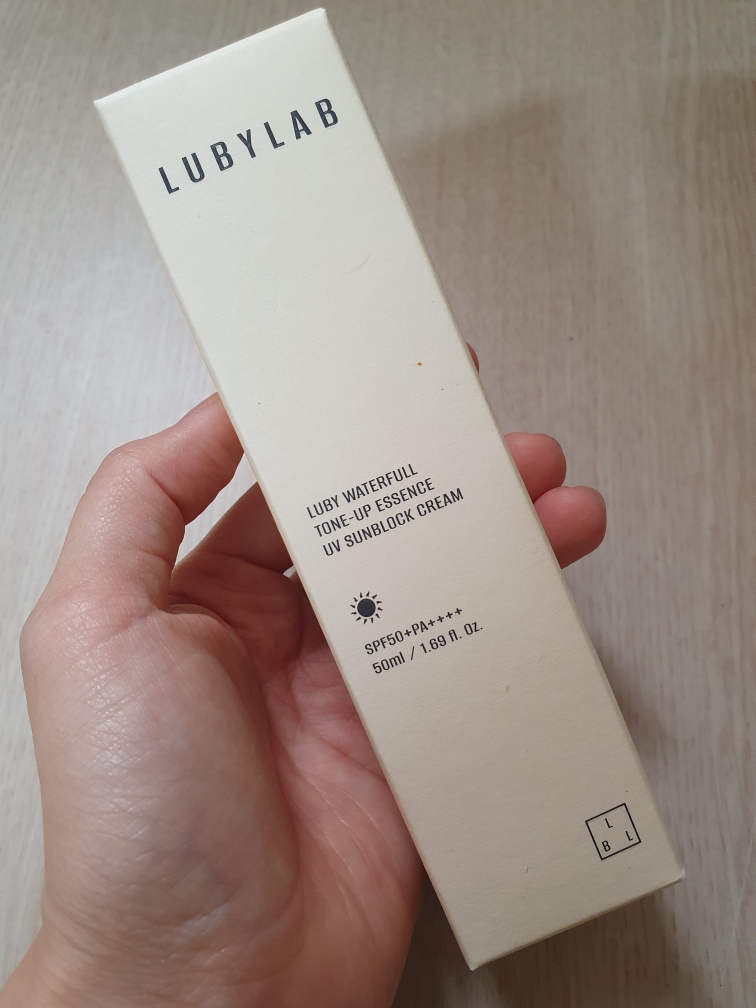 LUBYLAB
LUBY WATERFULL
TONE-UP ESSENCE
UV SUNBLOCK CREAM
SPF50+PA++++
50ml / 1.69 fl. Oz.
L
B L